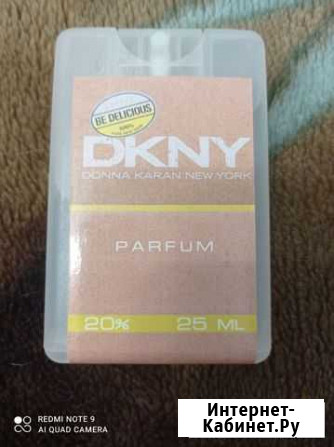 BE DELICIOUS
100%
DKNY
DONNA KARAN NEW YORK
PARFUM
20% 25 ML
REDMI NOTE 9
AI QUAD CAMERA
Интернет-
Кабинет.Ру